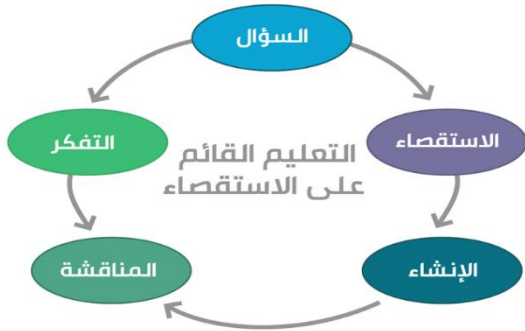 السؤال
الاستقصاء
التفكر
التعليم القائم
على الاستقصاء
الإنشاء
المناقشة